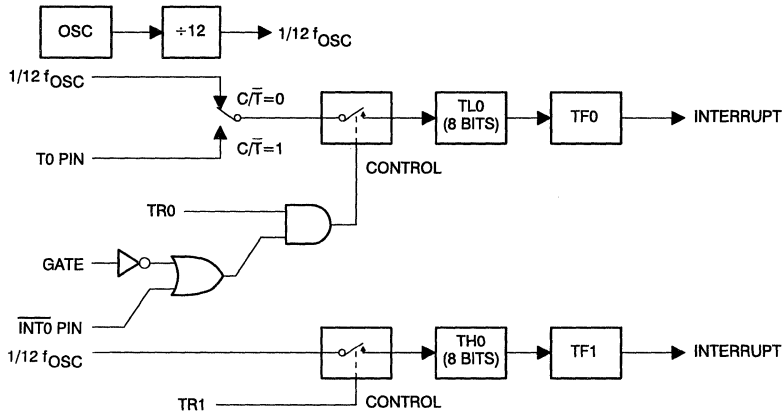 OSC
÷12
1/12 fOSC
1/12 fOSC
C/T̅=0
TL0
(8 BITS)
TF0
INTERRUPT
T0 PIN
C/T̅=1
CONTROL
TR0
GATE
I̅N̅T̅0̅ PIN
1/12 fOSC
TH0
(8 BITS)
TF1
INTERRUPT
TR1
CONTROL